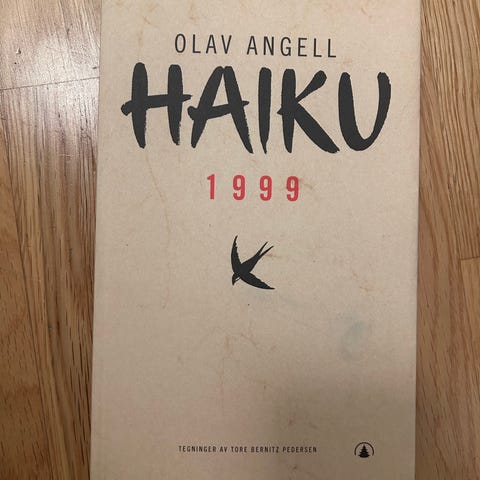 OLAV ANGELL
HAIKU
1999
TEGNINGER AV TORE BERNITZ PEDERSEN